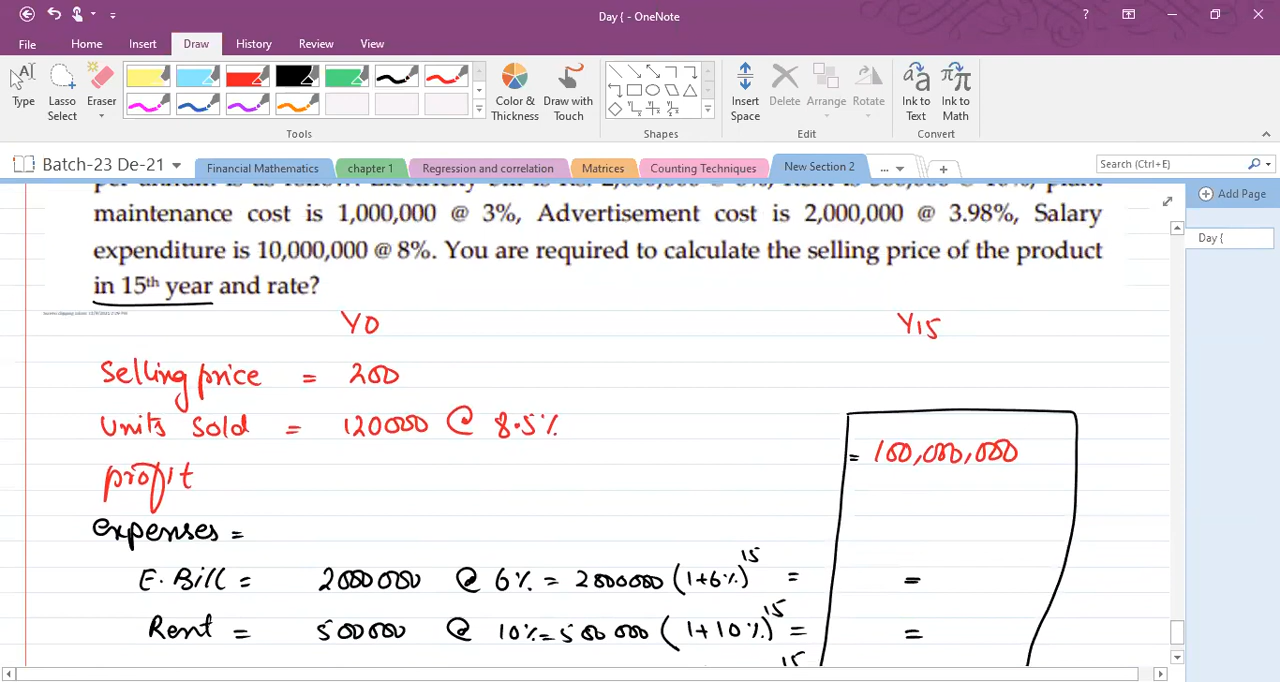 Day { - OneNote
File Home Insert Draw History Review View
Type Lasso Select Eraser Color & Thickness Draw with Touch Insert Space Delete Arrange Rotate Ink to Text Ink to Math
Tools Shapes Edit Convert
Batch-23 De-21 Financial Mathematics chapter 1 Regression and correlation Matrices Counting Techniques New Section 2 ... Search (Ctrl+E)
Add Page
Day {
maintenance cost is 1,000,000 @ 3%, Advertisement cost is 2,000,000 @ 3.98%, Salary
expenditure is 10,000,000 @ 8%. You are required to calculate the selling price of the product
in 15th year and rate?
Y0 Y15
Selling price = 200
Units sold = 120000 @ 8.5%
= 100,000,000
profit
expenses =
E. Bill = 2000000 @ 6% = 2000000 (1+6%)^15 = =
Rent = 500000 @ 10% = 500000 (1+10%)^15 = =
15